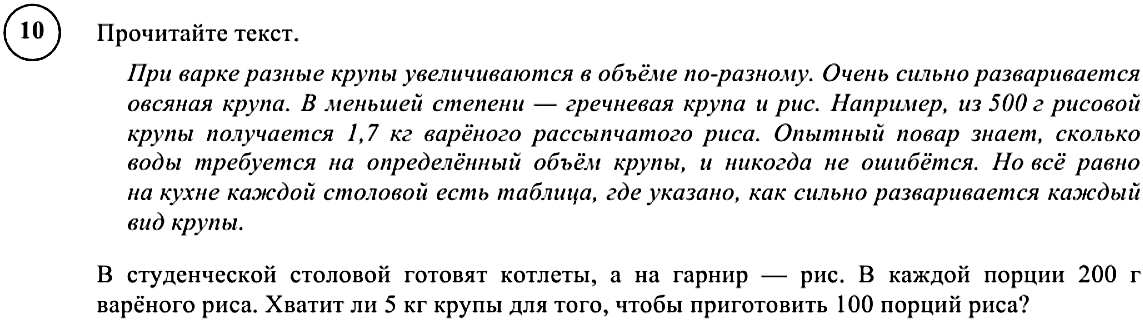 10
Прочитайте текст.
При варке разные крупы увеличиваются в объёме по-разному. Очень сильно разваривается
овсяная крупа. В меньшей степени — гречневая крупа и рис. Например, из 500 г рисовой
крупы получается 1,7 кг варёного рассыпчатого риса. Опытный повар знает, сколько
воды требуется на определённый объём крупы, и никогда не ошибётся. Но всё равно
на кухне каждой столовой есть таблица, где указано, как сильно разваривается каждый
вид крупы.
В студенческой столовой готовят котлеты, а на гарнир — рис. В каждой порции 200 г
варёного риса. Хватит ли 5 кг крупы для того, чтобы приготовить 100 порций риса?